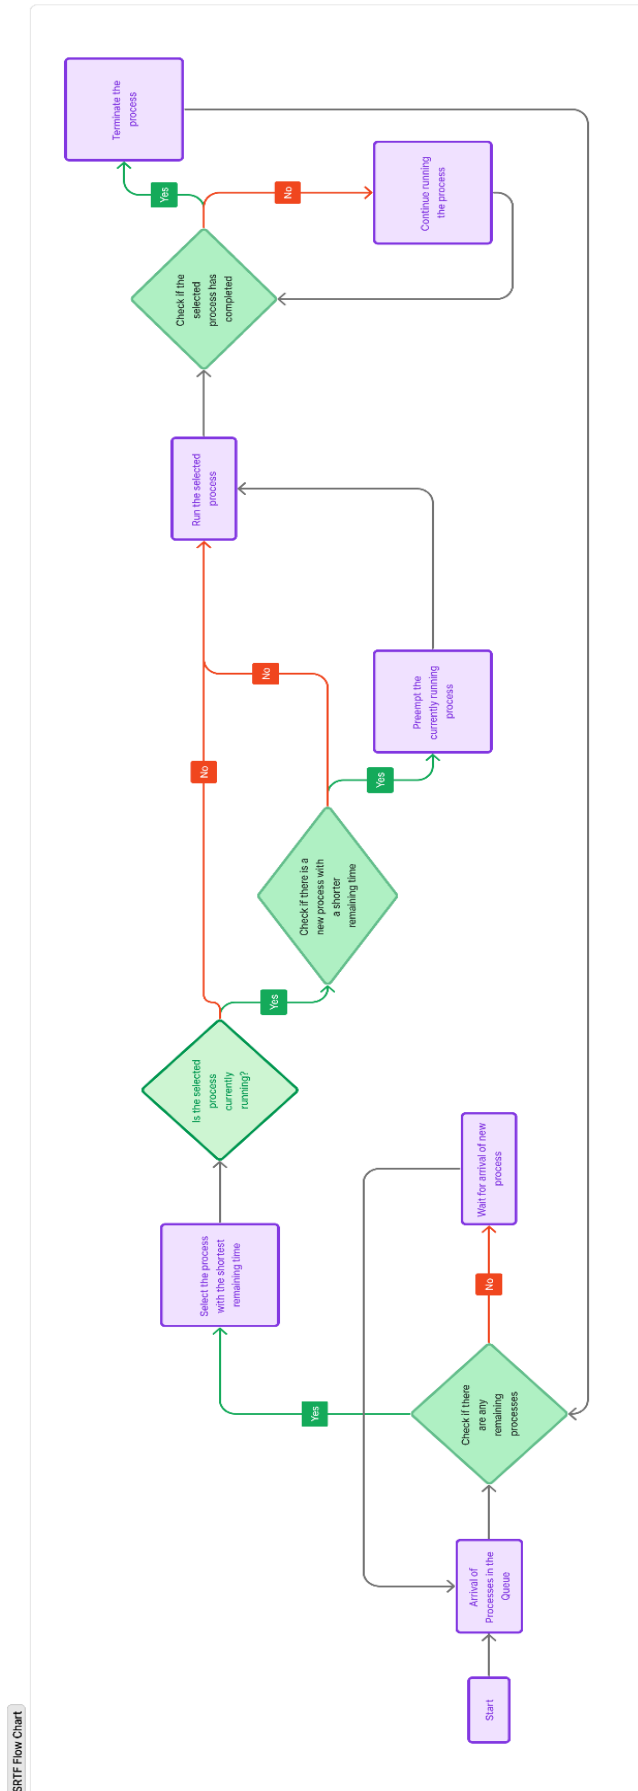 SRTF Flow Chart
Start
Arrival of
Processes in the
Queue
Check if there
are any
remaining
processes
No
Wait for arrival of new
process
Yes
Select the process
with the shortest
remaining time
Is the selected
process
currently
running?
No
Yes
Check if there is a
new process with
a shorter
remaining time
No
Yes
Preempt the
currently running
process
Run the selected
process
Check if the
selected
process has
completed
Yes
No
Terminate the
process
Continue running
the process